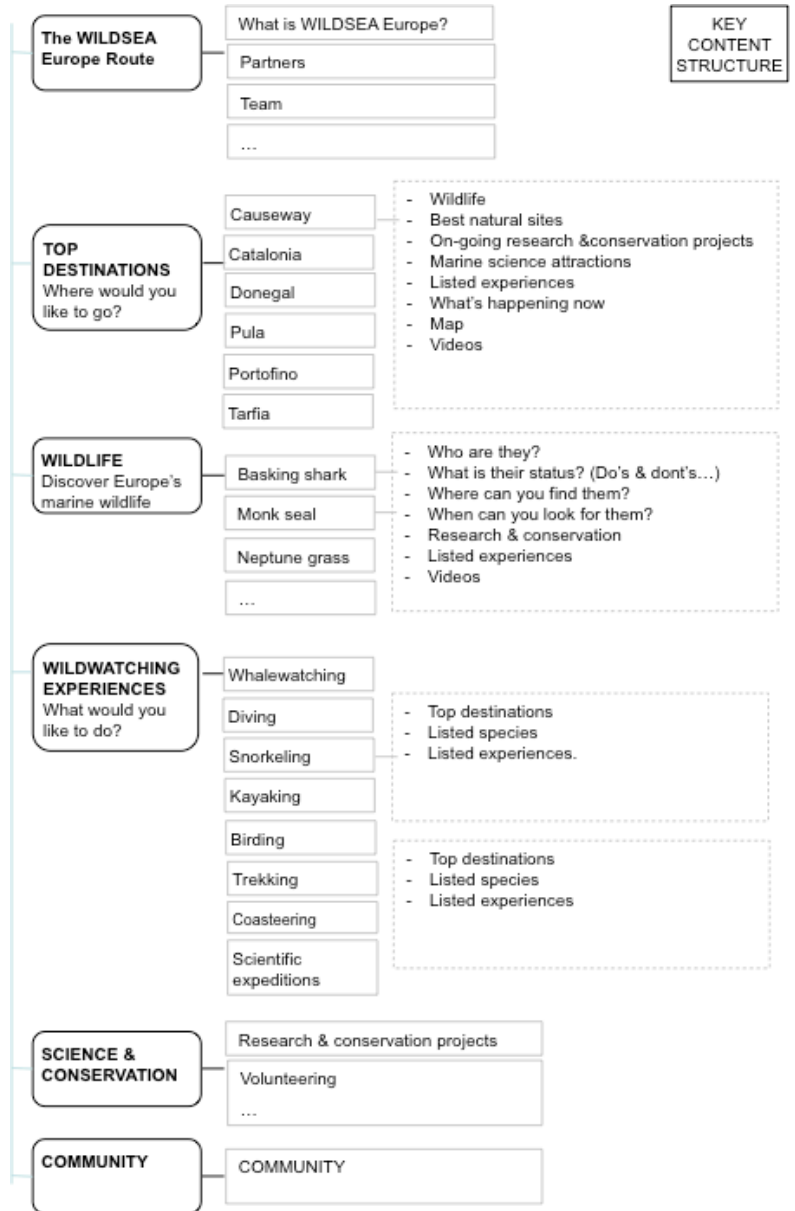 The WILDSEA
Europe Route
What is WILDSEA Europe?
Partners
Team
...
KEY
CONTENT
STRUCTURE
TOP
DESTINATIONS
Where would you
like to go?
Causeway
Catalonia
Donegal
Pula
Portofino
Tarfia
- Wildlife
- Best natural sites
- On-going research &conservation projects
- Marine science attractions
- Listed experiences
- What's happening now
- Map
- Videos
WILDLIFE
Discover Europe's
marine wildlife
Basking shark
Monk seal
Neptune grass
...
- Who are they?
- What is their status? (Do's & dont's...)
- Where can you find them?
- When can you look for them?
- Research & conservation
- Listed experiences
- Videos
WILDWATCHING
EXPERIENCES
What would you
like to do?
Whalewatching
Diving
Snorkeling
Kayaking
Birding
Trekking
Coasteering
Scientific
expeditions
- Top destinations
- Listed species
- Listed experiences.
- Top destinations
- Listed species
- Listed experiences
SCIENCE &
CONSERVATION
Research & conservation projects
Volunteering
...
COMMUNITY
COMMUNITY